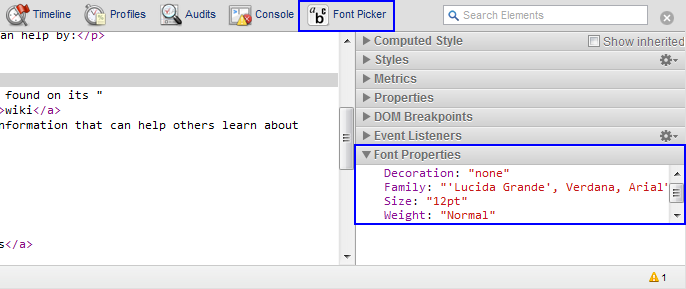 Timeline Profiles Audits Console Font Picker Search Elements
an help by:</p>
found on its "
>wiki</a>
nformation that can help others learn about
s</a>
Computed Style Show inherited
Styles
Metrics
Properties
DOM Breakpoints
Event Listeners
Font Properties
Decoration: "none"
Family: "'Lucida Grande', Verdana, Arial"
Size: "12pt"
Weight: "Normal"
1